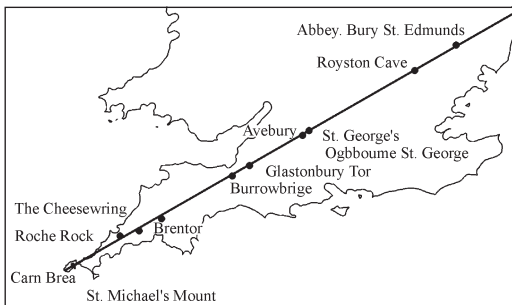 Abbey. Bury St. Edmunds
Royston Cave
Avebury
St. George's
Ogbboume St. George
Glastonbury Tor
Burrowbrige
The Cheesewring
Brentor
Roche Rock
Carn Brea
St. Michael's Mount